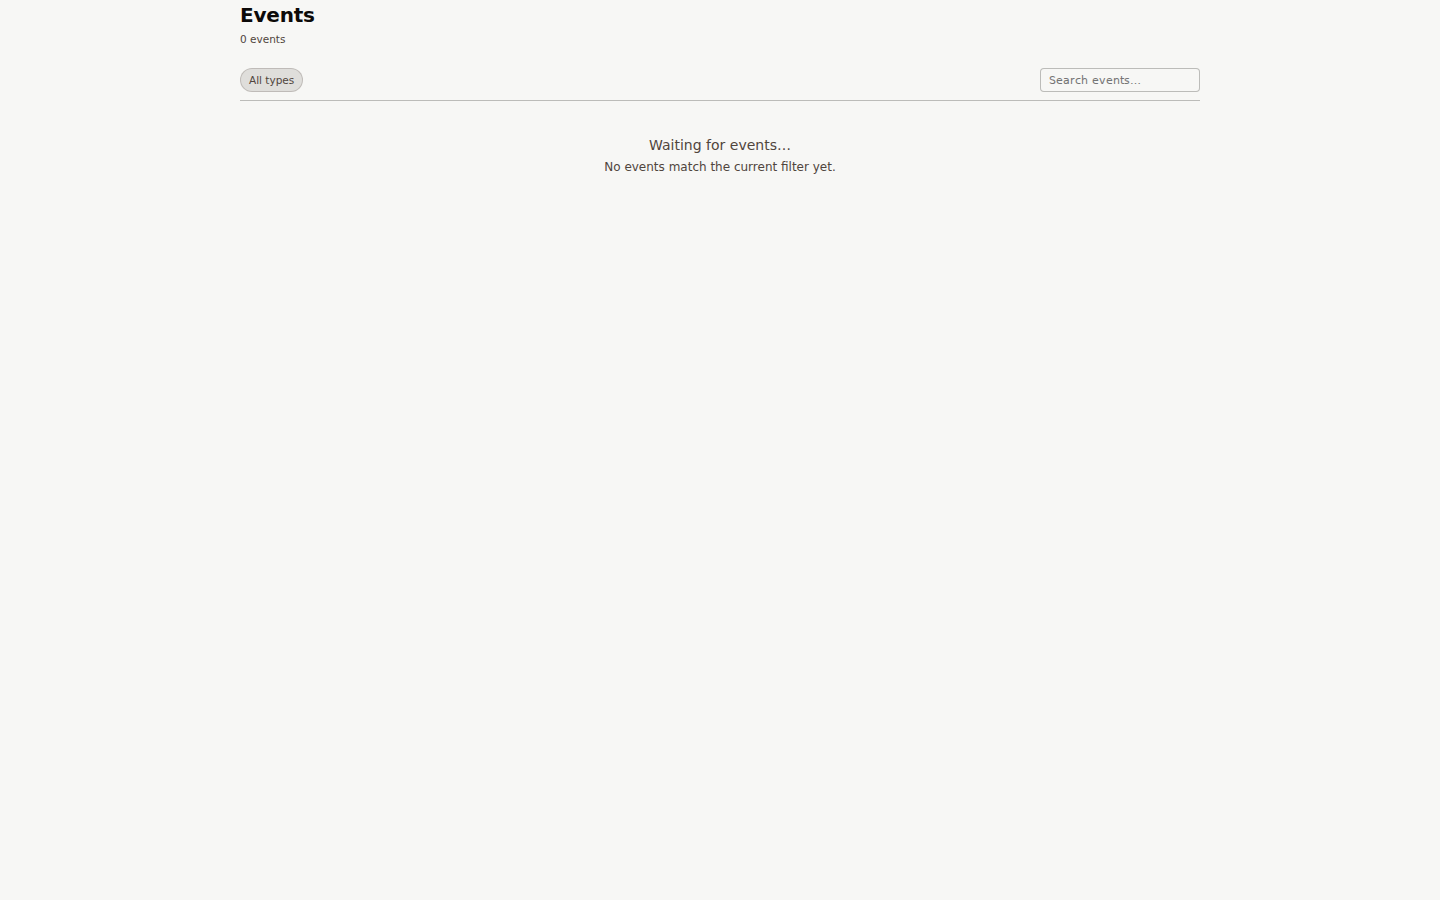 Events
0 events
All types
Search events…
Waiting for events…
No events match the current filter yet.